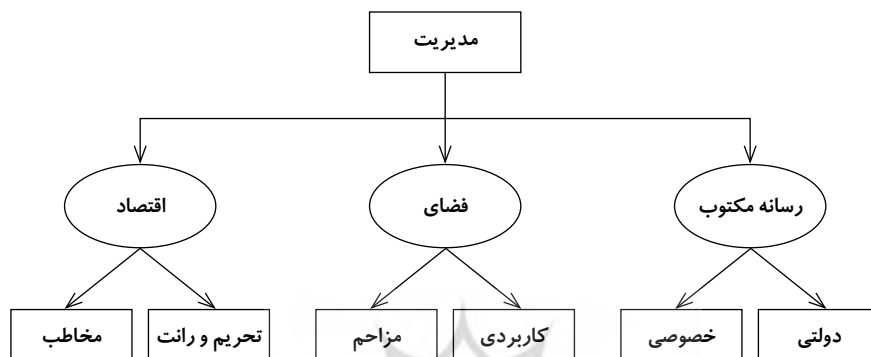 مدیریت
رسانه مکتوب
فضای
اقتصاد
دولتی
خصوصی
کاربردی
مزاحم
تحریم و رانت
مخاطب